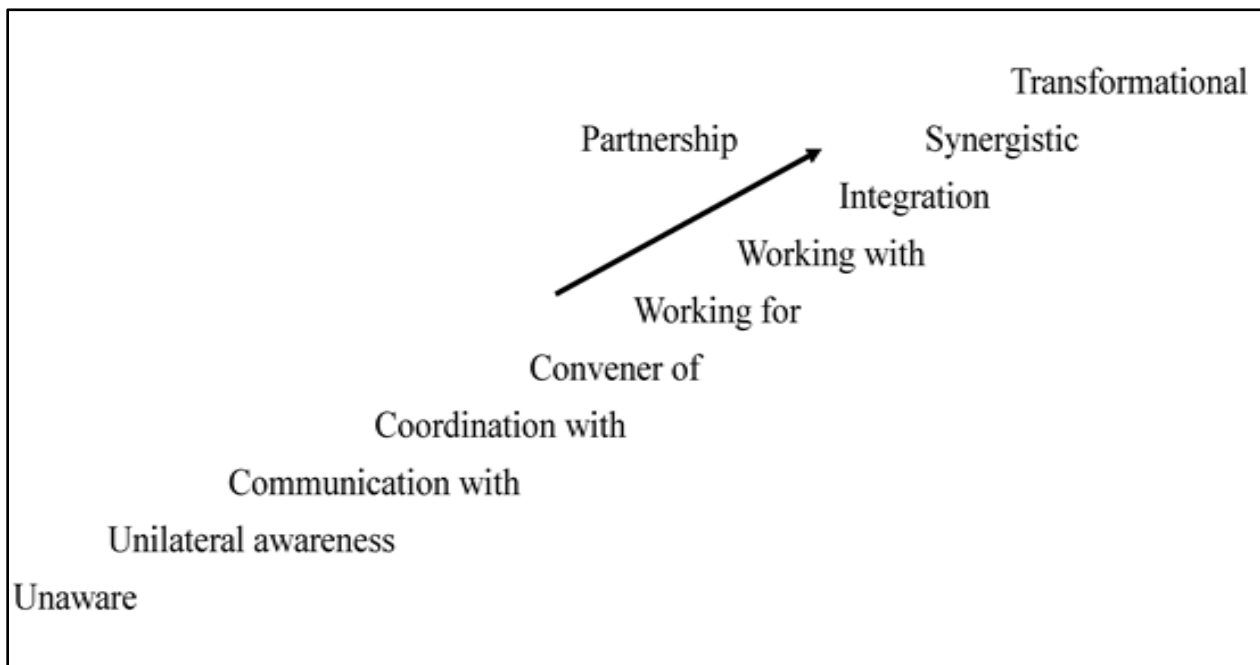 Transformational
Partnership
Synergistic
Integration
Working with
Working for
Convener of
Coordination with
Communication with
Unilateral awareness
Unaware